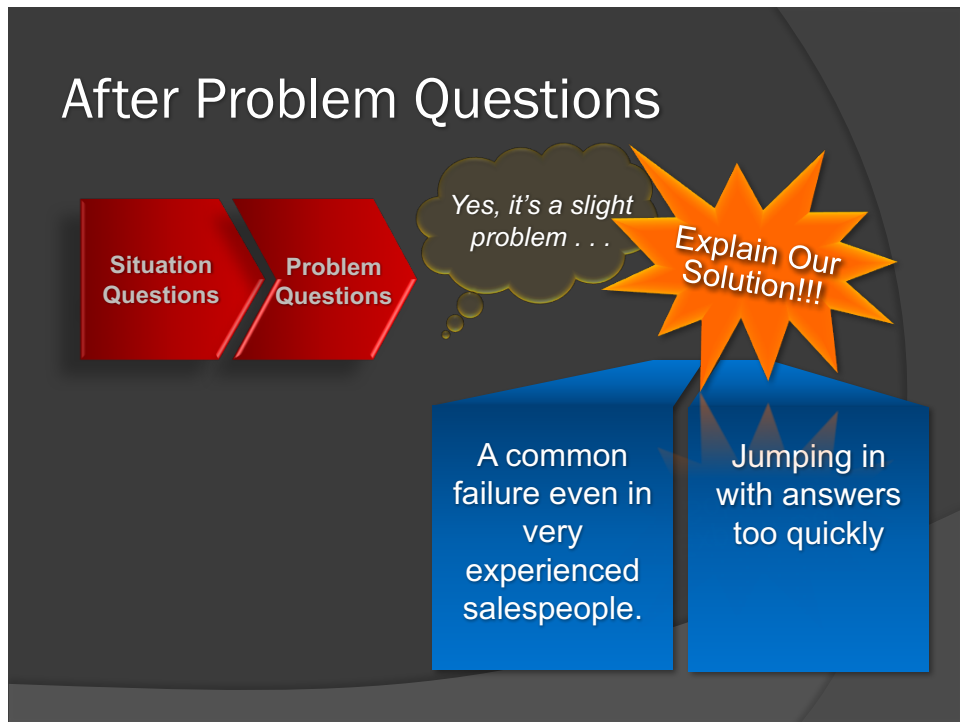 After Problem Questions
Situation
Questions
Problem
Questions
Yes, it’s a slight
problem . . .
Explain Our
Solution!!!
A common
failure even in
very
experienced
salespeople.
Jumping in
with answers
too quickly